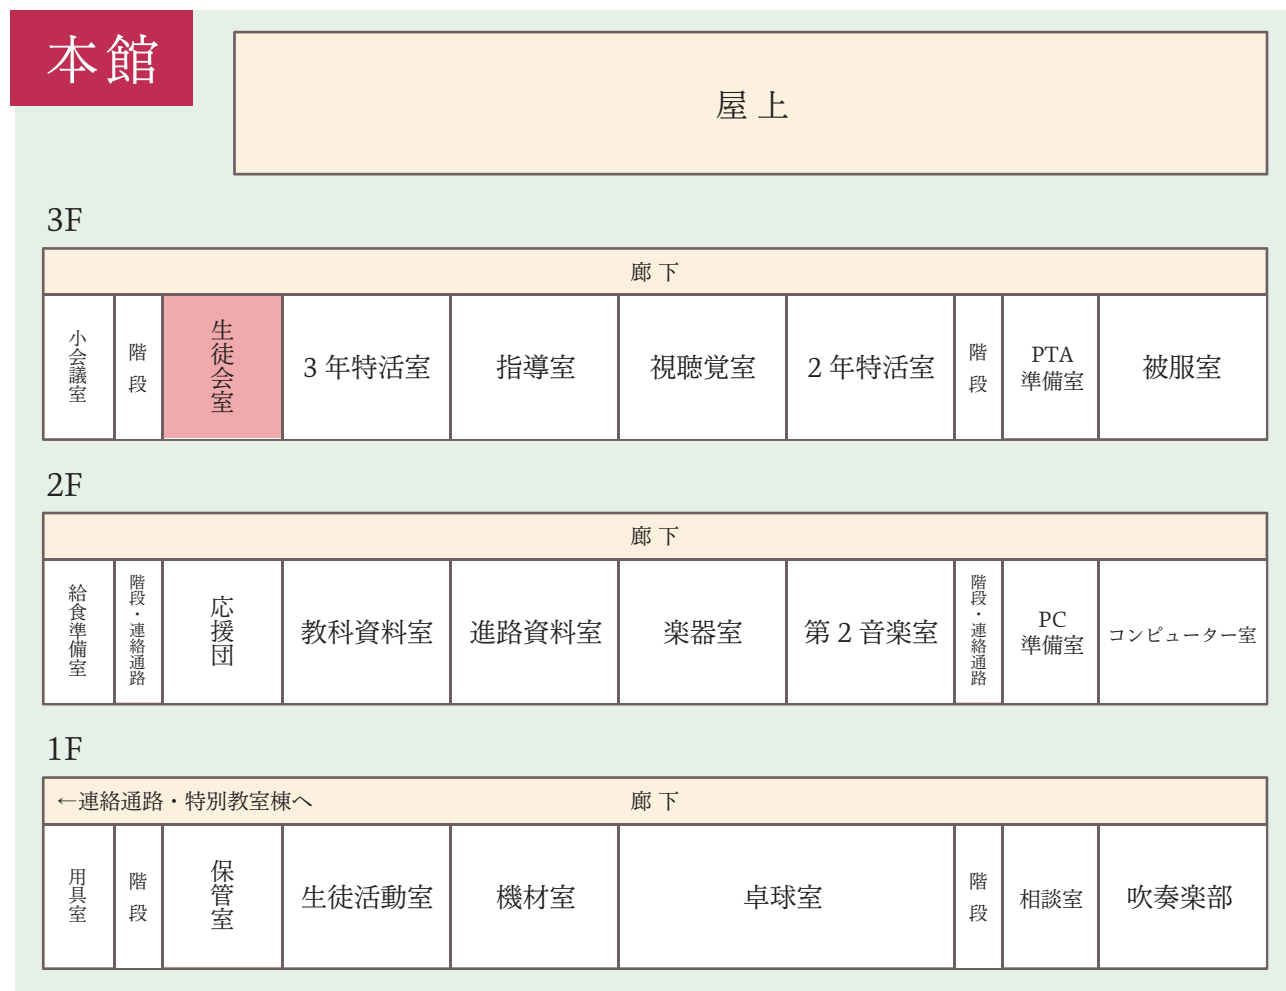 本館
屋上
3F
廊下
小会議室
階段
生徒会室
3年特活室
指導室
視聴覚室
2年特活室
階段
PTA
準備室
被服室
2F
廊下
給食準備室
階段・連絡通路
応援団
教科資料室
進路資料室
楽器室
第2音楽室
階段・連絡通路
PC
準備室
コンピューター室
1F
←連絡通路・特別教室棟へ
廊下
用具室
階段
保管室
生徒活動室
機材室
卓球室
階段
相談室
吹奏楽部